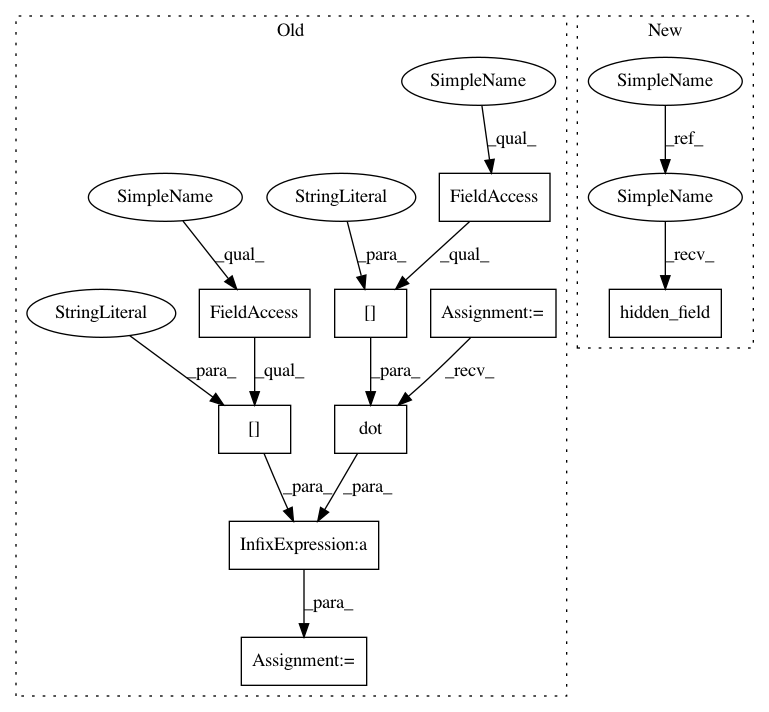 Old
New
SimpleName
SimpleName
_qual_
_ref_
SimpleName
StringLiteral
FieldAccess
SimpleName
_qual_
_para_
_qual_
_recv_
StringLiteral
FieldAccess
[]
Assignment:=
hidden_field
_para_
_qual_
_para_
_recv_
[]
dot
_para_
_para_
InfixExpression:a
_para_
Assignment:=